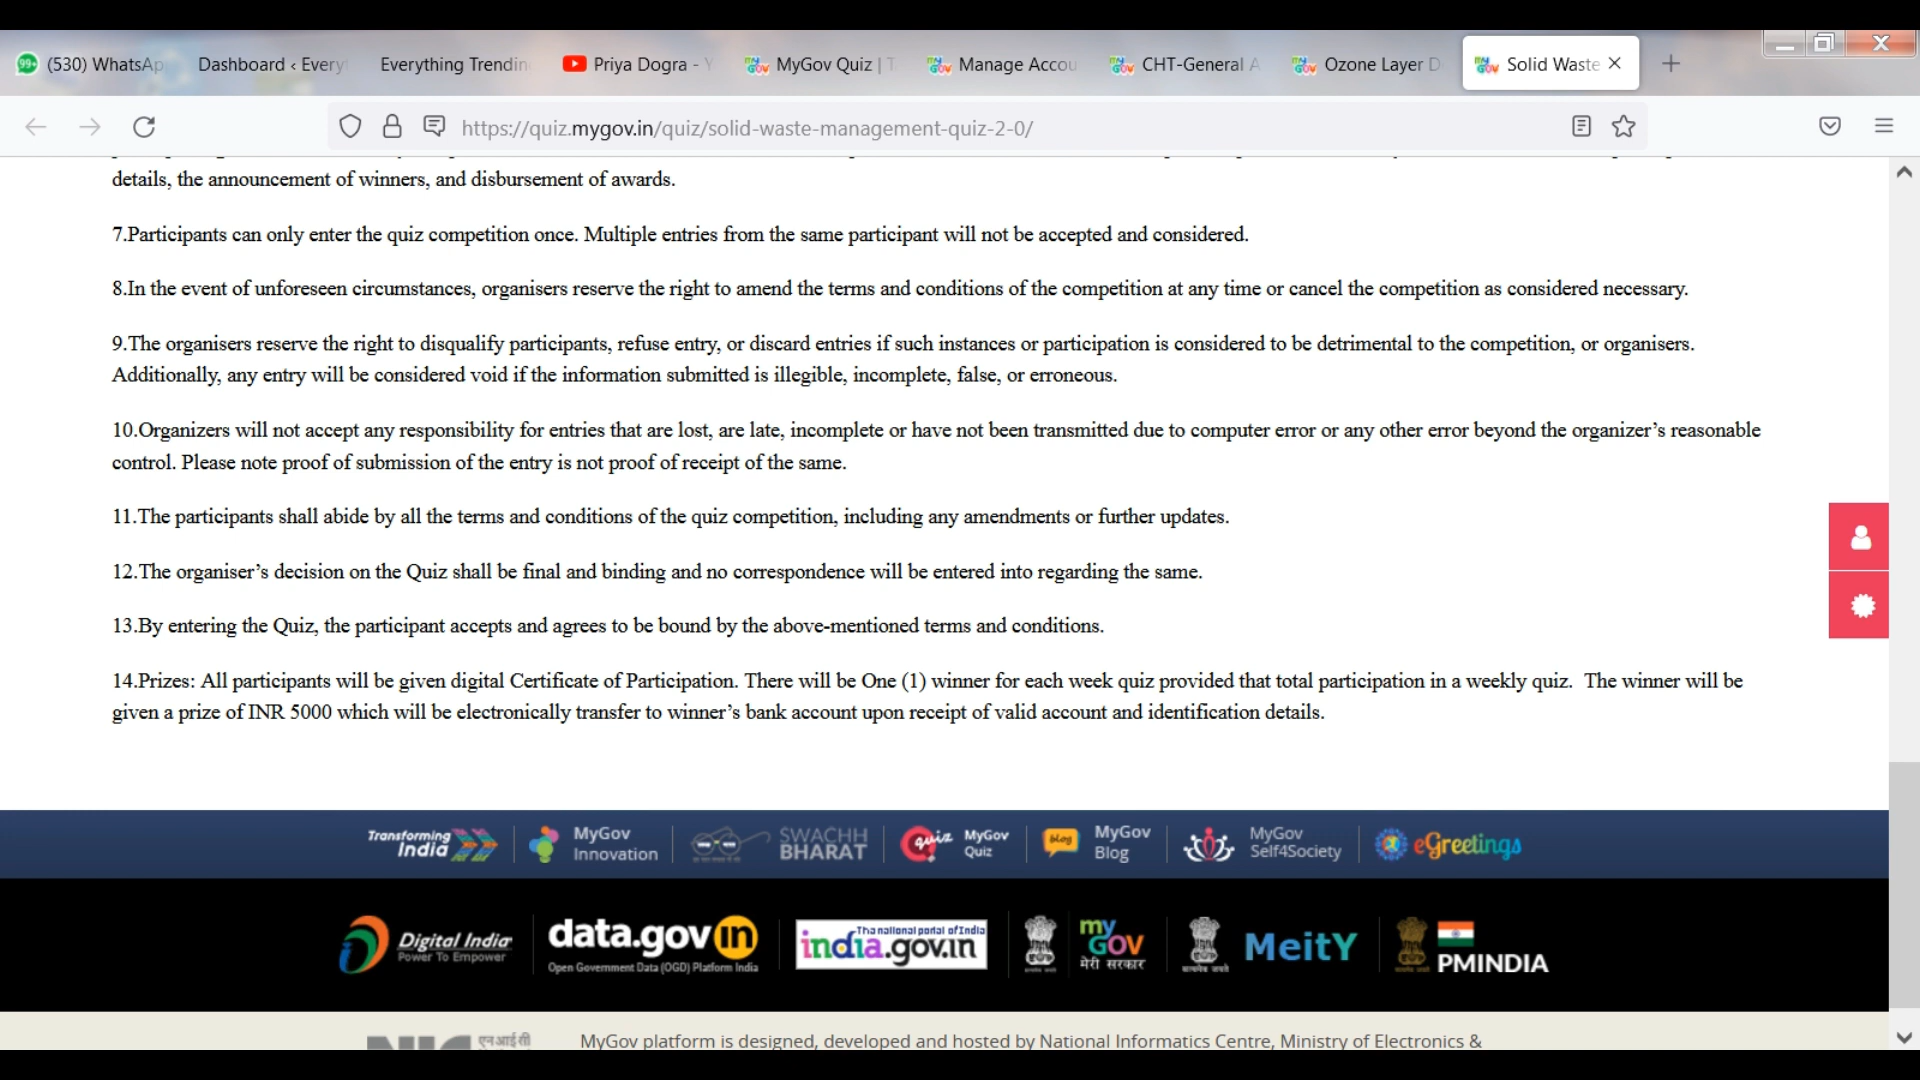 (530) WhatsAp Dashboard ‹ Every Everything Trendin Priya Dogra - Y MyGov Quiz | T Manage Accou CHT-General A Ozone Layer D Solid Waste
https://quiz.mygov.in/quiz/solid-waste-management-quiz-2-0/
details, the announcement of winners, and disbursement of awards.
7.Participants can only enter the quiz competition once. Multiple entries from the same participant will not be accepted and considered.
8.In the event of unforeseen circumstances, organisers reserve the right to amend the terms and conditions of the competition at any time or cancel the competition as considered necessary.
9.The organisers reserve the right to disqualify participants, refuse entry, or discard entries if such instances or participation is considered to be detrimental to the competition, or organisers.
Additionally, any entry will be considered void if the information submitted is illegible, incomplete, false, or erroneous.
10.Organizers will not accept any responsibility for entries that are lost, are late, incomplete or have not been transmitted due to computer error or any other error beyond the organizer’s reasonable
control. Please note proof of submission of the entry is not proof of receipt of the same.
11.The participants shall abide by all the terms and conditions of the quiz competition, including any amendments or further updates.
12.The organiser’s decision on the Quiz shall be final and binding and no correspondence will be entered into regarding the same.
13.By entering the Quiz, the participant accepts and agrees to be bound by the above-mentioned terms and conditions.
14.Prizes: All participants will be given digital Certificate of Participation. There will be One (1) winner for each week quiz provided that total participation in a weekly quiz.  The winner will be
given a prize of INR 5000 which will be electronically transfer to winner’s bank account upon receipt of valid account and identification details.
Transforming India MyGov Innovation SWACHH BHARAT quiz MyGov Quiz blog MyGov Blog MyGov Self4Society eGreetings
Digital India Power To Empower data.gov in Open Government Data (OGD) Platform India The national portal of India india.gov.in my GOV मेरी सरकार MeitY PMINDIA
NIC एनआईसी MyGov platform is designed, developed and hosted by National Informatics Centre, Ministry of Electronics &